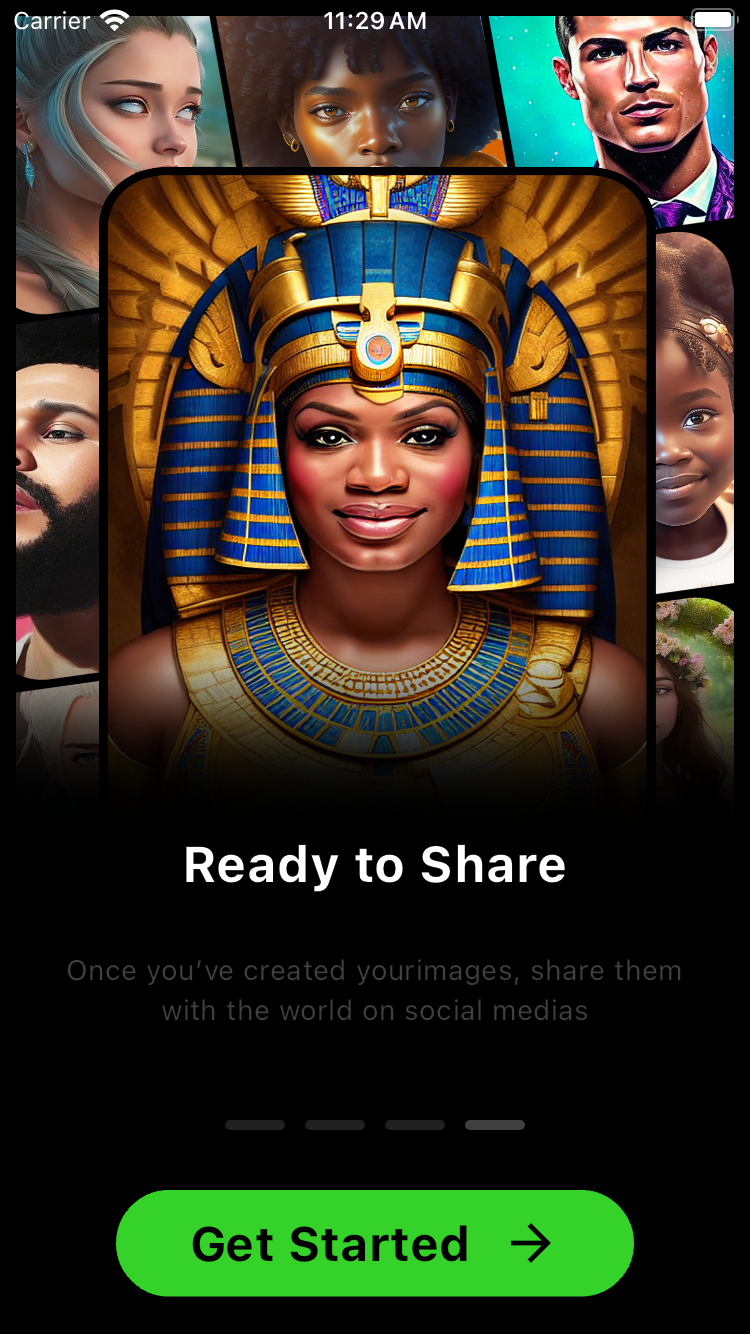 Carrier 11:29 AM
Ready to Share
Once you’ve created yourimages, share them
with the world on social medias
Get Started